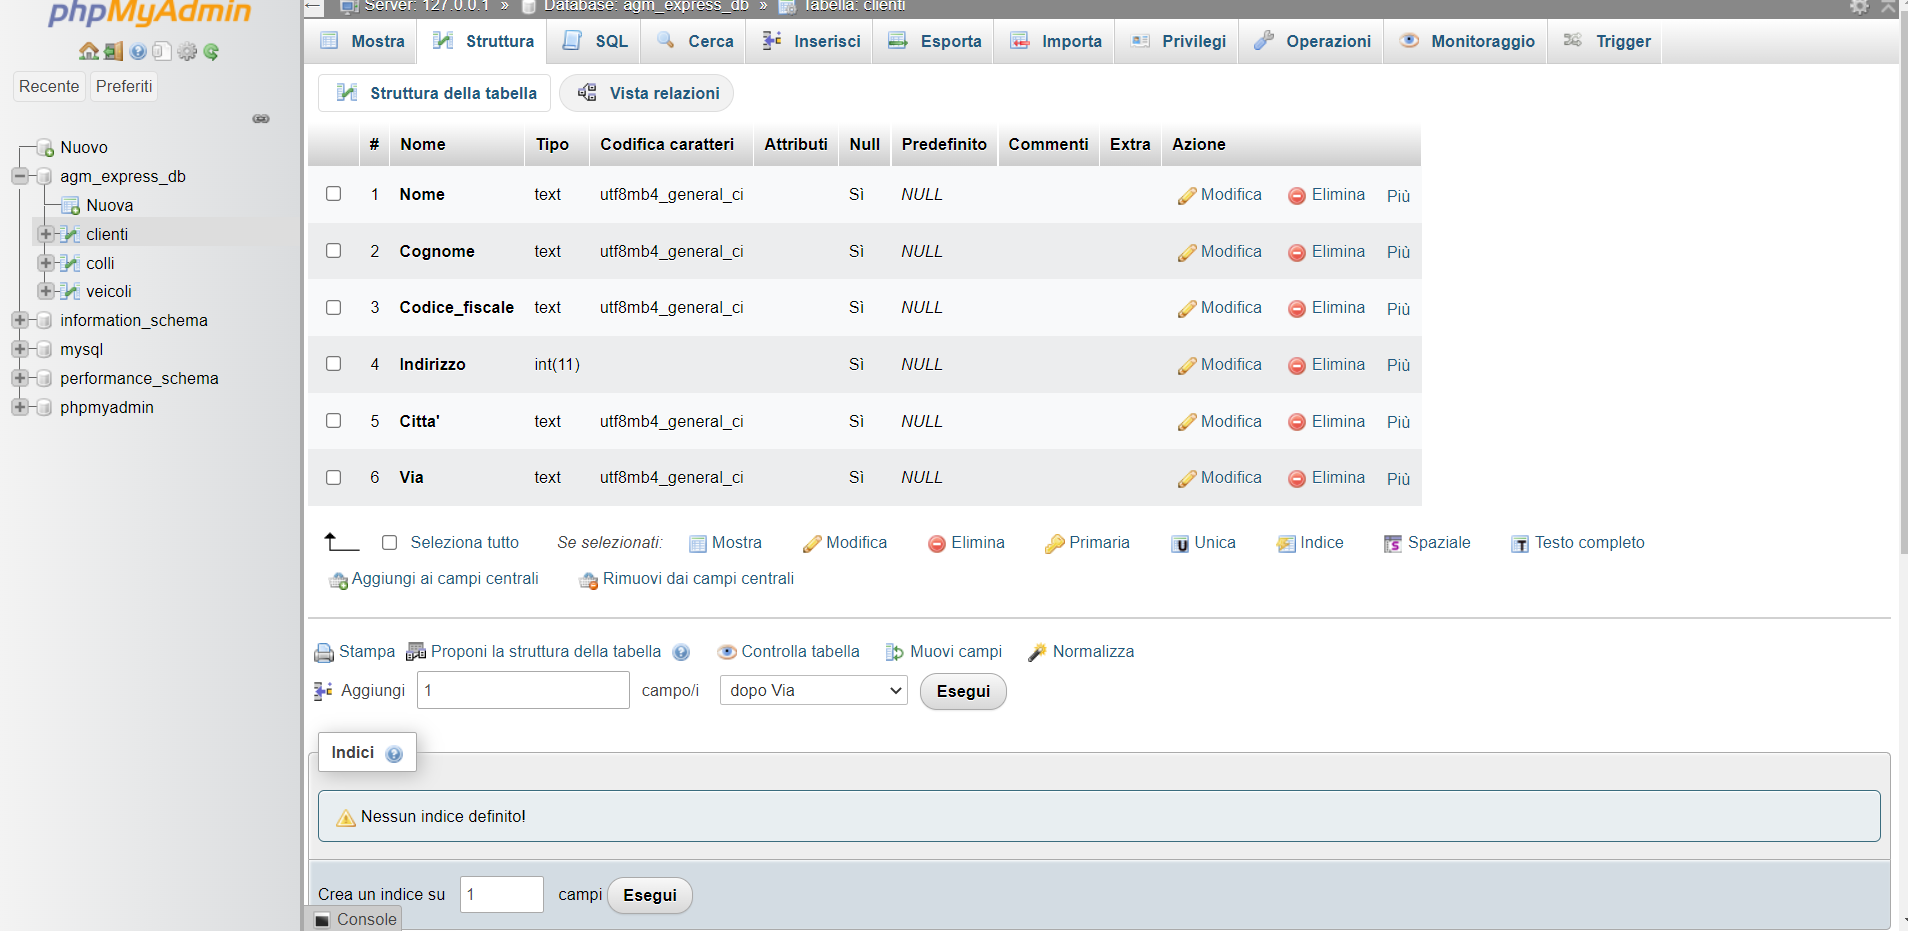 phpMyAdmin
Recente Preferiti
Nuovo
agm_express_db
Nuova
clienti
colli
veicoli
information_schema
mysql
performance_schema
phpmyadmin
Server: 127.0.0.1 » Database: agm_express_db » Tabella: clienti
Mostra Struttura SQL Cerca Inserisci Esporta Importa Privilegi Operazioni Monitoraggio Trigger
Struttura della tabella Vista relazioni
# Nome Tipo Codifica caratteri Attributi Null Predefinito Commenti Extra Azione
1 Nome text utf8mb4_general_ci Sì NULL Modifica Elimina Più
2 Cognome text utf8mb4_general_ci Sì NULL Modifica Elimina Più
3 Codice_fiscale text utf8mb4_general_ci Sì NULL Modifica Elimina Più
4 Indirizzo int(11) Sì NULL Modifica Elimina Più
5 Citta' text utf8mb4_general_ci Sì NULL Modifica Elimina Più
6 Via text utf8mb4_general_ci Sì NULL Modifica Elimina Più
Seleziona tutto Se selezionati: Mostra Modifica Elimina Primaria Unica Indice Spaziale Testo completo
Aggiungi ai campi centrali Rimuovi dai campi centrali
Stampa Proponi la struttura della tabella Controlla tabella Muovi campi Normalizza
Aggiungi 1 campo/i dopo Via Esegui
Indici
Nessun indice definito!
Crea un indice su 1 campi Esegui
Console